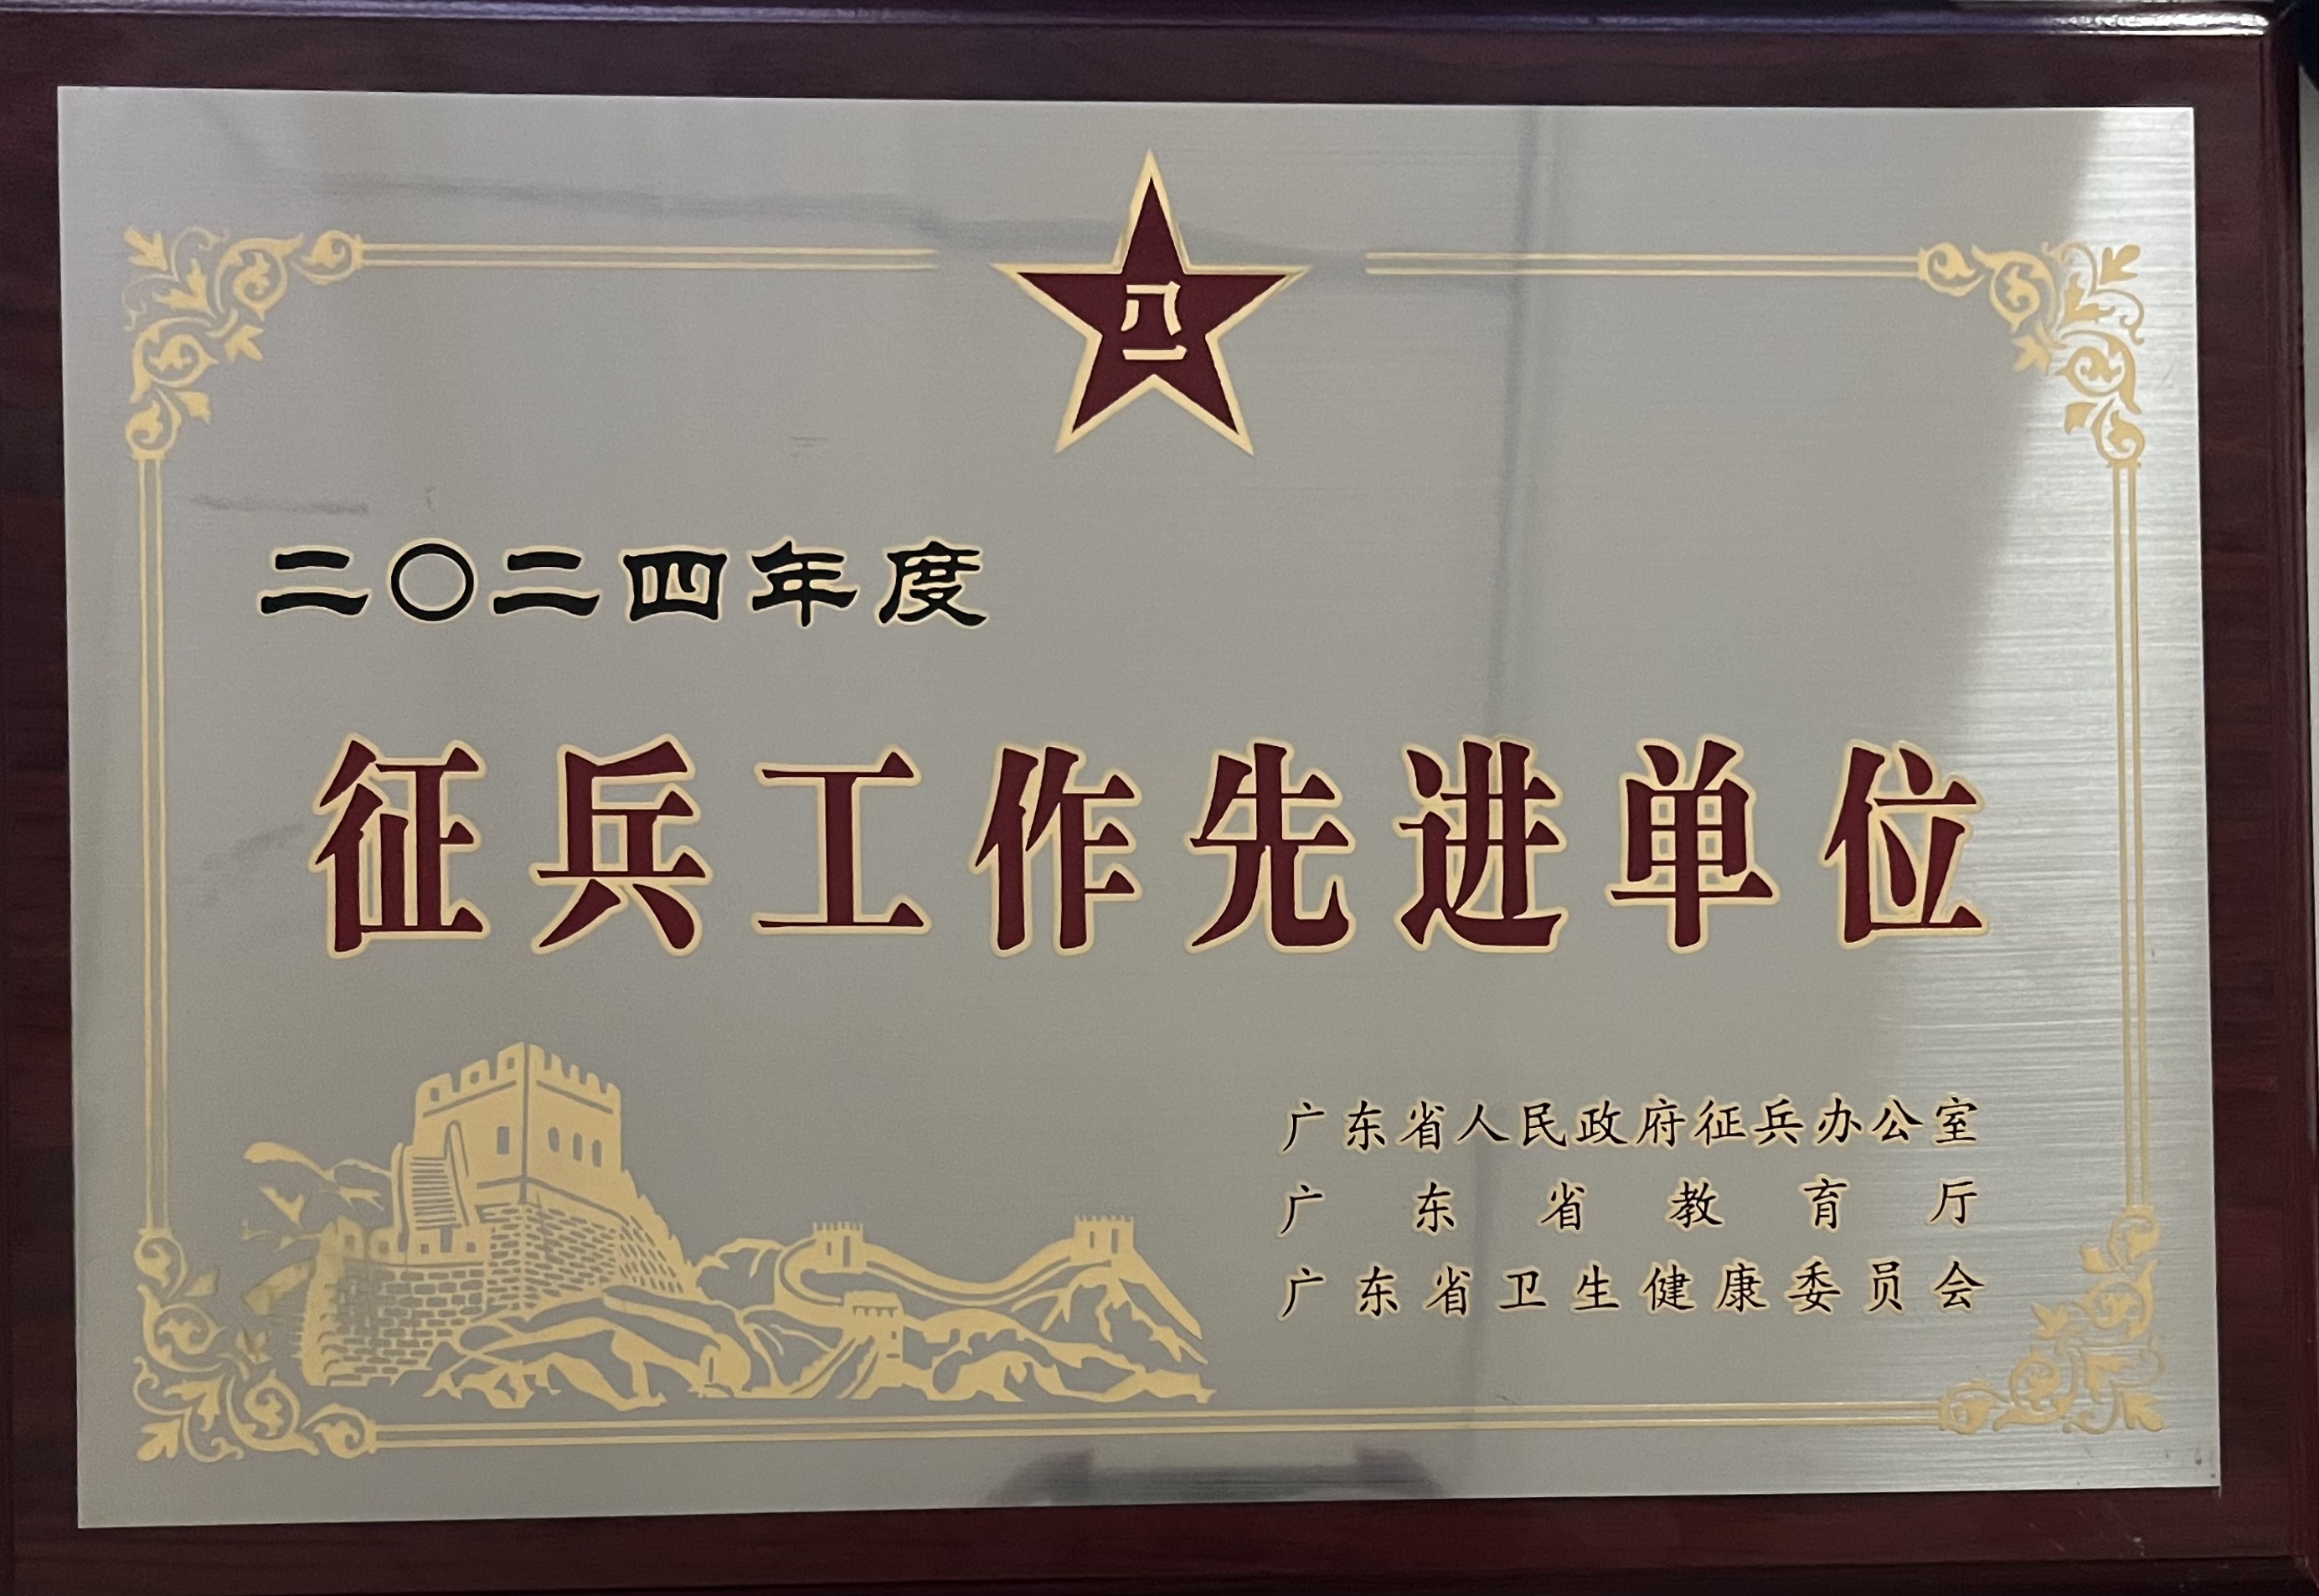 八一
二〇二四年度
征兵工作先进单位
广东省人民政府征兵办公室
广东省教育厅
广东省卫生健康委员会